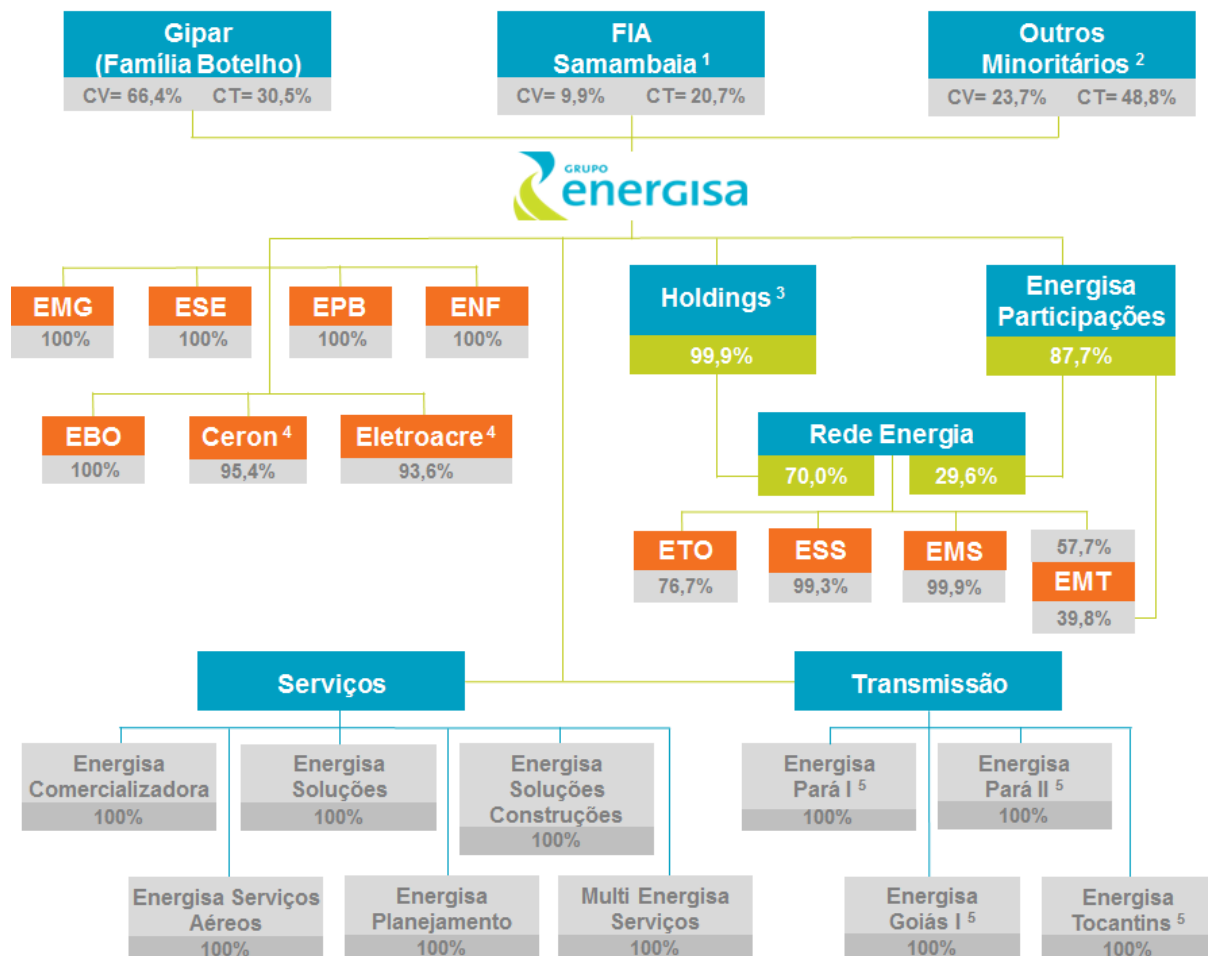 Gipar
(Família Botelho)
CV= 66,4% CT= 30,5%
FIA
Samambaia 1
CV= 9,9% CT= 20,7%
Outros
Minoritários 2
CV= 23,7% CT= 48,8%
GRUPO
energisa
EMG
100%
ESE
100%
EPB
100%
ENF
100%
EBO
100%
Ceron 4
95,4%
Eletroacre 4
93,6%
Holdings 3
99,9%
Energisa
Participações
87,7%
Rede Energia
70,0%
29,6%
ETO
76,7%
ESS
99,3%
EMS
99,9%
57,7%
EMT
39,8%
Serviços
Energisa
Comercializadora
100%
Energisa
Soluções
100%
Energisa
Soluções
Construções
100%
Energisa Serviços
Aéreos
100%
Energisa
Planejamento
100%
Multi Energisa
Serviços
100%
Transmissão
Energisa
Pará I 5
100%
Energisa
Pará II 5
100%
Energisa
Goiás I 5
100%
Energisa
Tocantins 5
100%